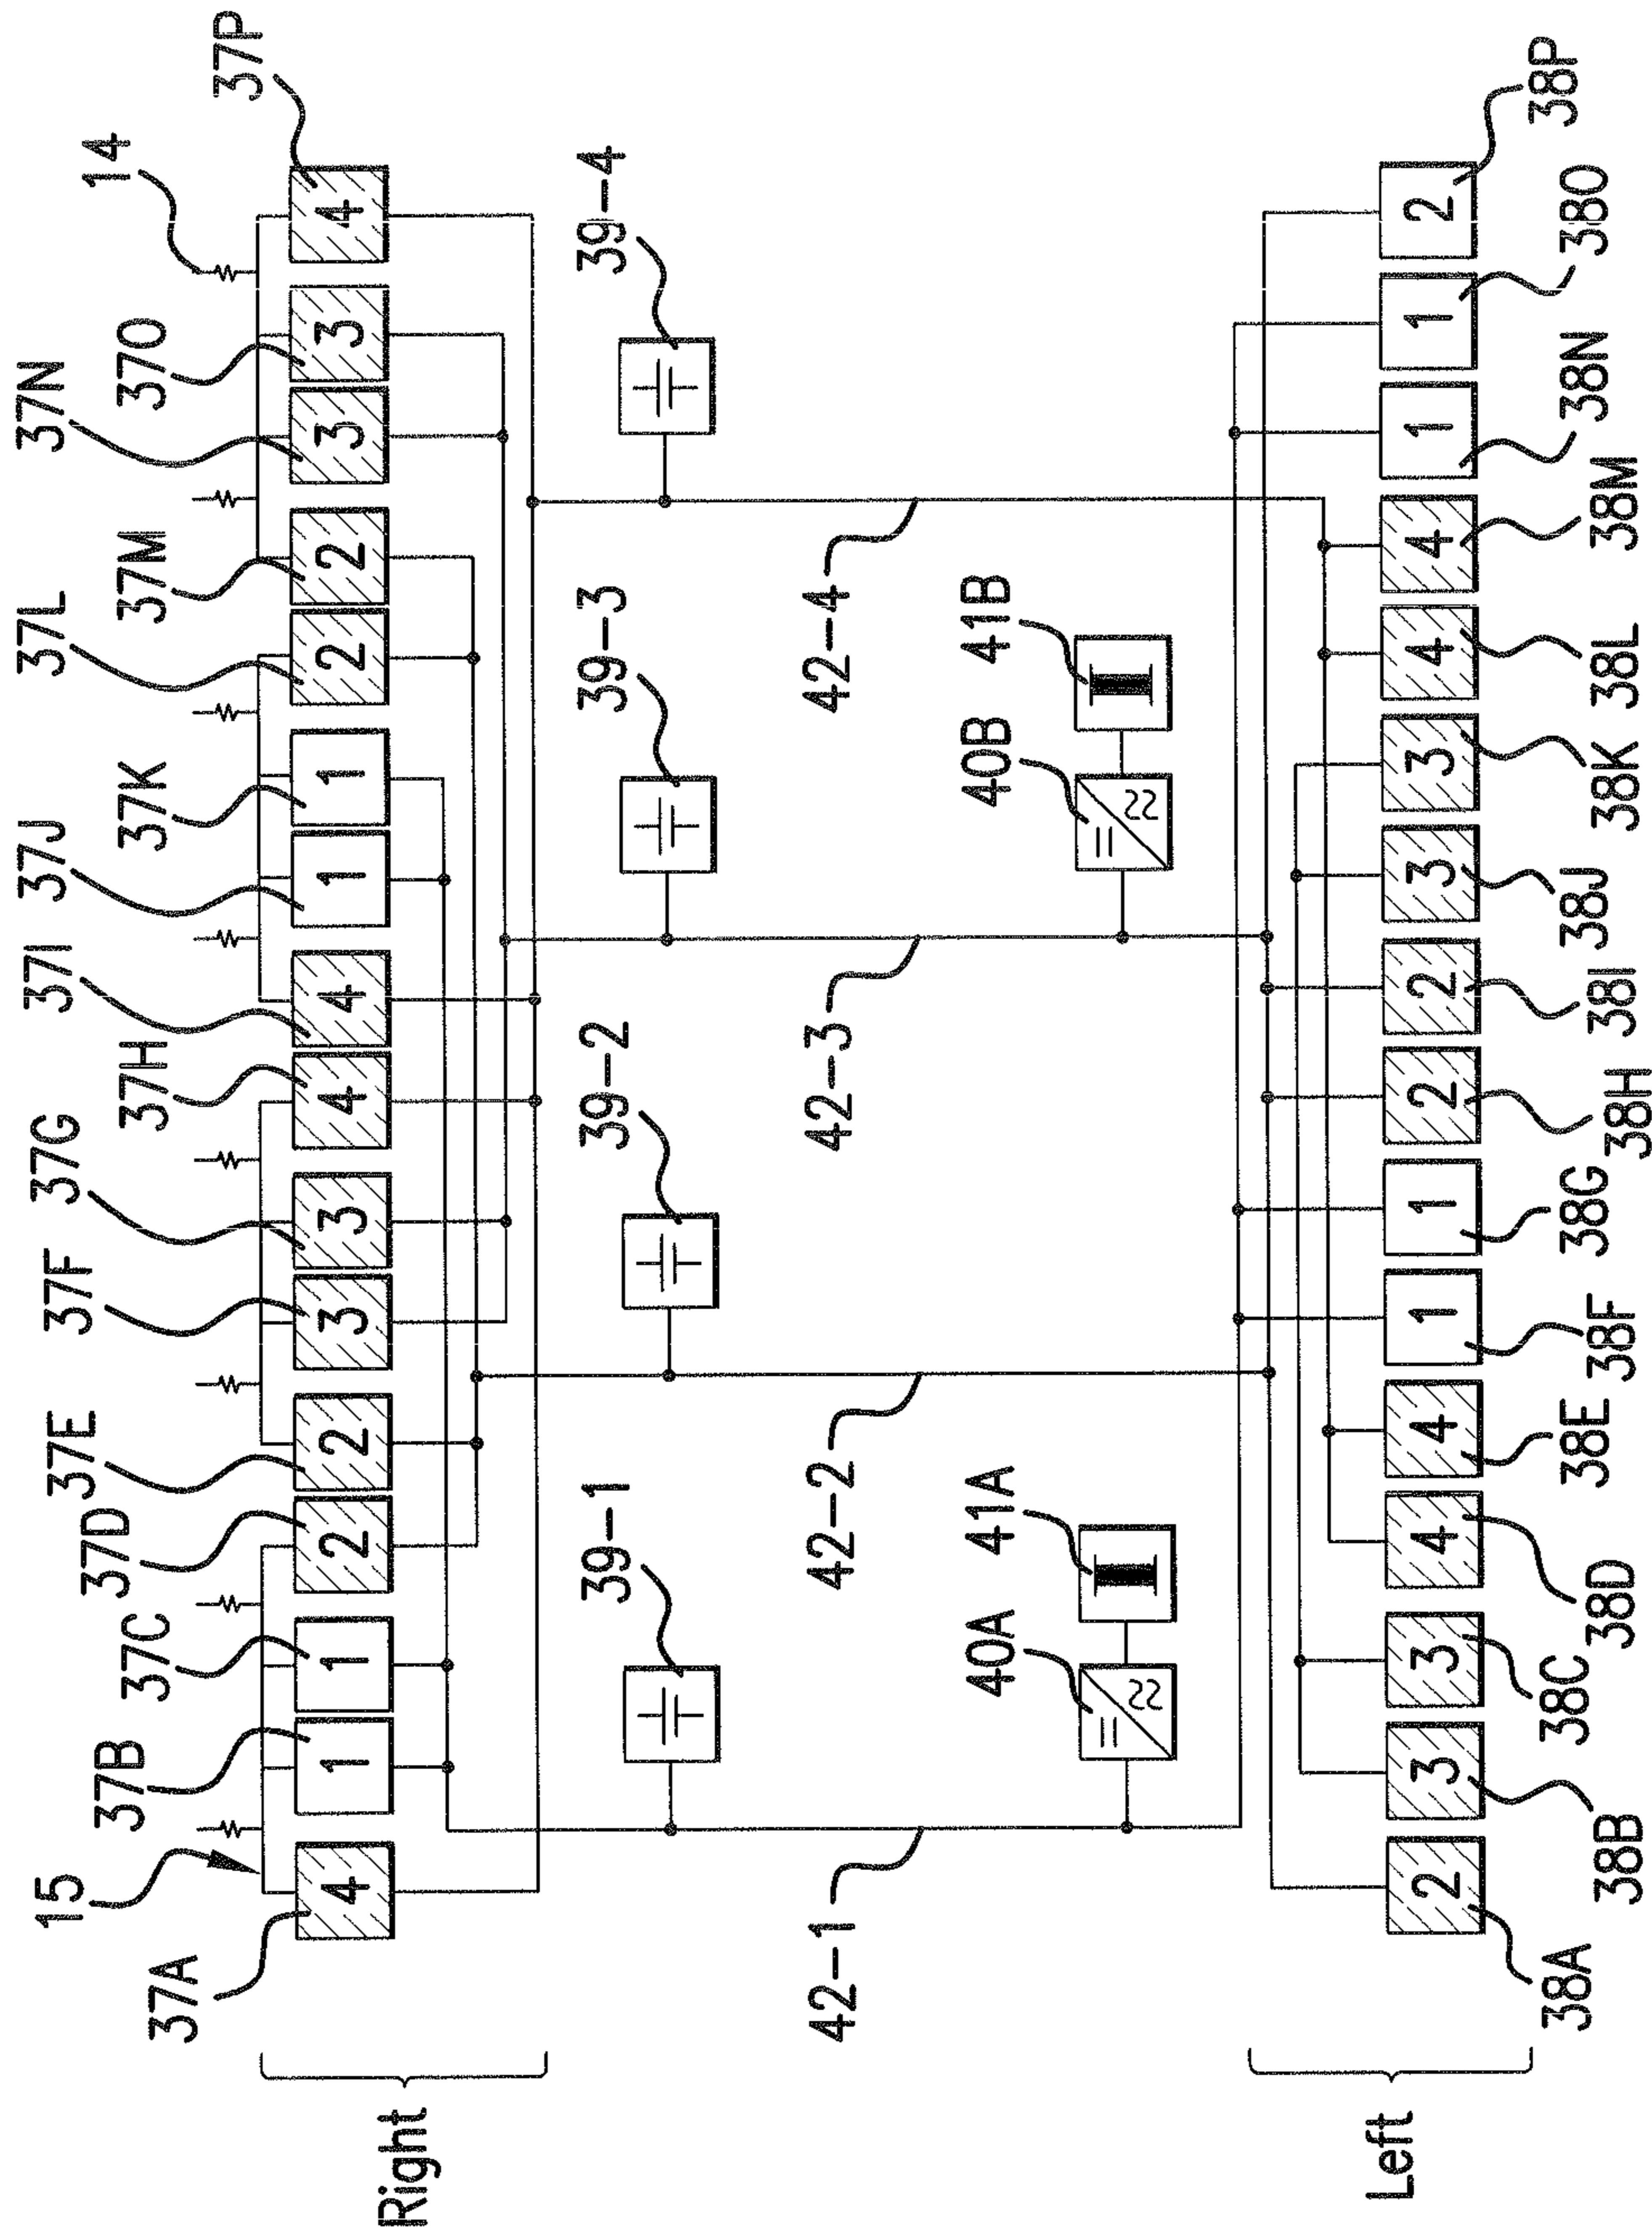 37A
15
37B
37C
37D
37E
37F
37G
37H
37I
37J
37K
37L
37M
37N
37O
14
37P
Right
4
1
1
2
2
3
3
4
4
1
1
2
2
3
3
4
39-1
39-2
39-3
39-4
42-1
42-2
42-3
42-4
40A
41A
40B
41B
Left
2
3
3
4
4
1
1
2
2
3
3
4
4
1
1
2
38A
38B
38C
38D
38E
38F
38G
38H
38I
38J
38K
38L
38M
38N
38O
38P